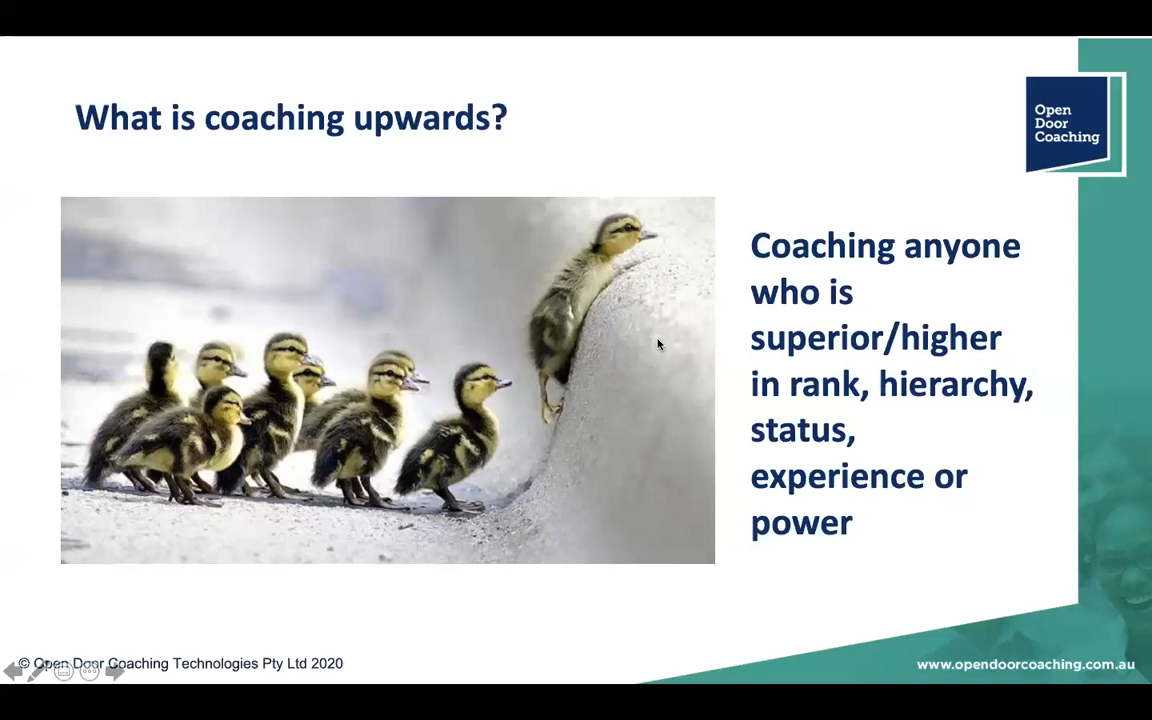 What is coaching upwards?
Open
Door
Coaching
Coaching anyone
who is
superior/higher
in rank, hierarchy,
status,
experience or
power
© Open Door Coaching Technologies Pty Ltd 2020
www.opendoorcoaching.com.au